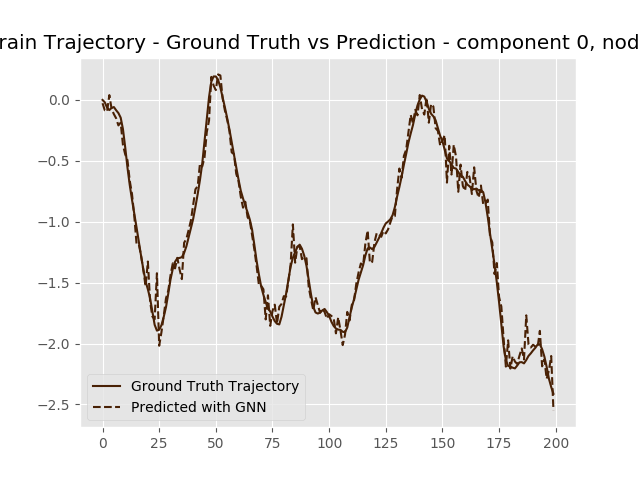 rain Trajectory - Ground Truth vs Prediction - component 0, nod
0.0
−0.5
−1.0
−1.5
−2.0
−2.5
Ground Truth Trajectory
Predicted with GNN
0 25 50 75 100 125 150 175 200